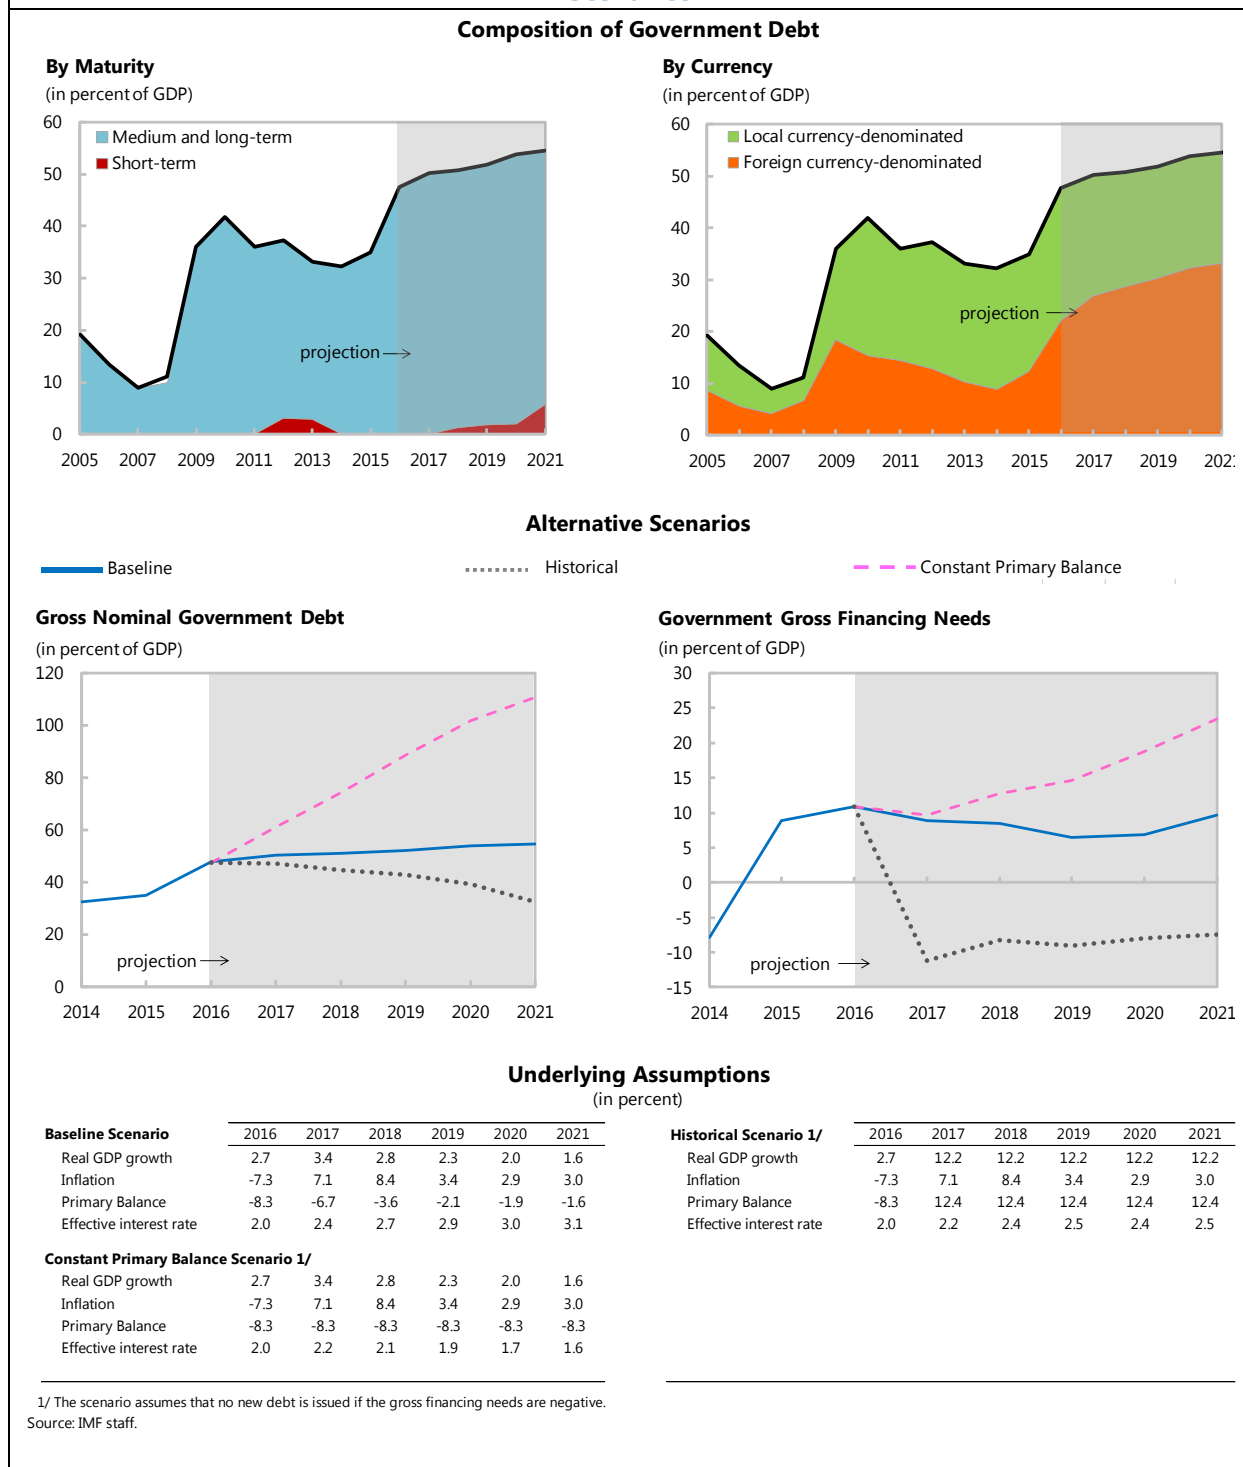 Composition of Government Debt
By Maturity
(in percent of GDP)
60
50
40
30
20
10
0
Medium and long-term
Short-term
projection
2005 2007 2009 2011 2013 2015 2017 2019 2021
By Currency
(in percent of GDP)
60
50
40
30
20
10
0
Local currency-denominated
Foreign currency-denominated
projection
2005 2007 2009 2011 2013 2015 2017 2019 2021
Alternative Scenarios
Baseline Historical Constant Primary Balance
Gross Nominal Government Debt
(in percent of GDP)
120
100
80
60
40
20
0
projection
2014 2015 2016 2017 2018 2019 2020 2021
Government Gross Financing Needs
(in percent of GDP)
30
25
20
15
10
5
0
-5
-10
-15
projection
2014 2015 2016 2017 2018 2019 2020 2021
Underlying Assumptions
(in percent)
Baseline Scenario 2016 2017 2018 2019 2020 2021
Real GDP growth 2.7 3.4 2.8 2.3 2.0 1.6
Inflation -7.3 7.1 8.4 3.4 2.9 3.0
Primary Balance -8.3 -6.7 -3.6 -2.1 -1.9 -1.6
Effective interest rate 2.0 2.4 2.7 2.9 3.0 3.1
Constant Primary Balance Scenario 1/
Real GDP growth 2.7 3.4 2.8 2.3 2.0 1.6
Inflation -7.3 7.1 8.4 3.4 2.9 3.0
Primary Balance -8.3 -8.3 -8.3 -8.3 -8.3 -8.3
Effective interest rate 2.0 2.2 2.1 1.9 1.7 1.6
Historical Scenario 1/ 2016 2017 2018 2019 2020 2021
Real GDP growth 2.7 12.2 12.2 12.2 12.2 12.2
Inflation -7.3 7.1 8.4 3.4 2.9 3.0
Primary Balance -8.3 12.4 12.4 12.4 12.4 12.4
Effective interest rate 2.0 2.2 2.4 2.5 2.4 2.5
1/ The scenario assumes that no new debt is issued if the gross financing needs are negative.
Source: IMF staff.